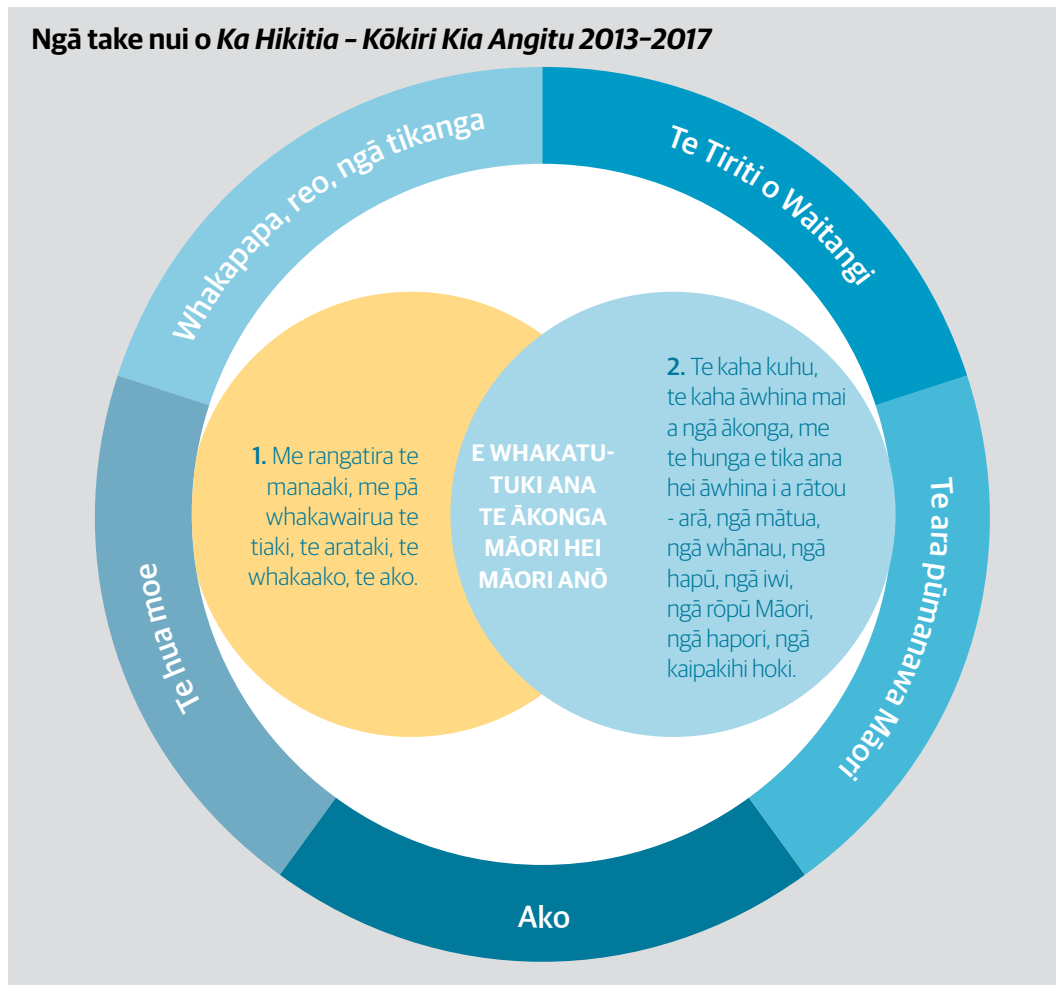 Ngā take nui o Ka Hikitia – Kōkiri Kia Angitu 2013–2017
Whakapapa, reo, ngā tikanga
Te Tiriti o Waitangi
Te ara pūmanawa Māori
Ako
Te hua moe
1. Me rangatira te
manaaki, me pā
whakawairua te
tiaki, te arataki, te
whakaako, te ako.
E WHAKATU-
TUKI ANA
TE ĀKONGA
MĀORI HEI
MĀORI ANŌ
2. Te kaha kuhu,
te kaha āwhina mai
a ngā ākonga, me
te hunga e tika ana
hei āwhina i a rātou
- arā, ngā mātua,
ngā whānau, ngā
hapū, ngā iwi,
ngā rōpū Māori,
ngā hapori, ngā
kaipakihi hoki.